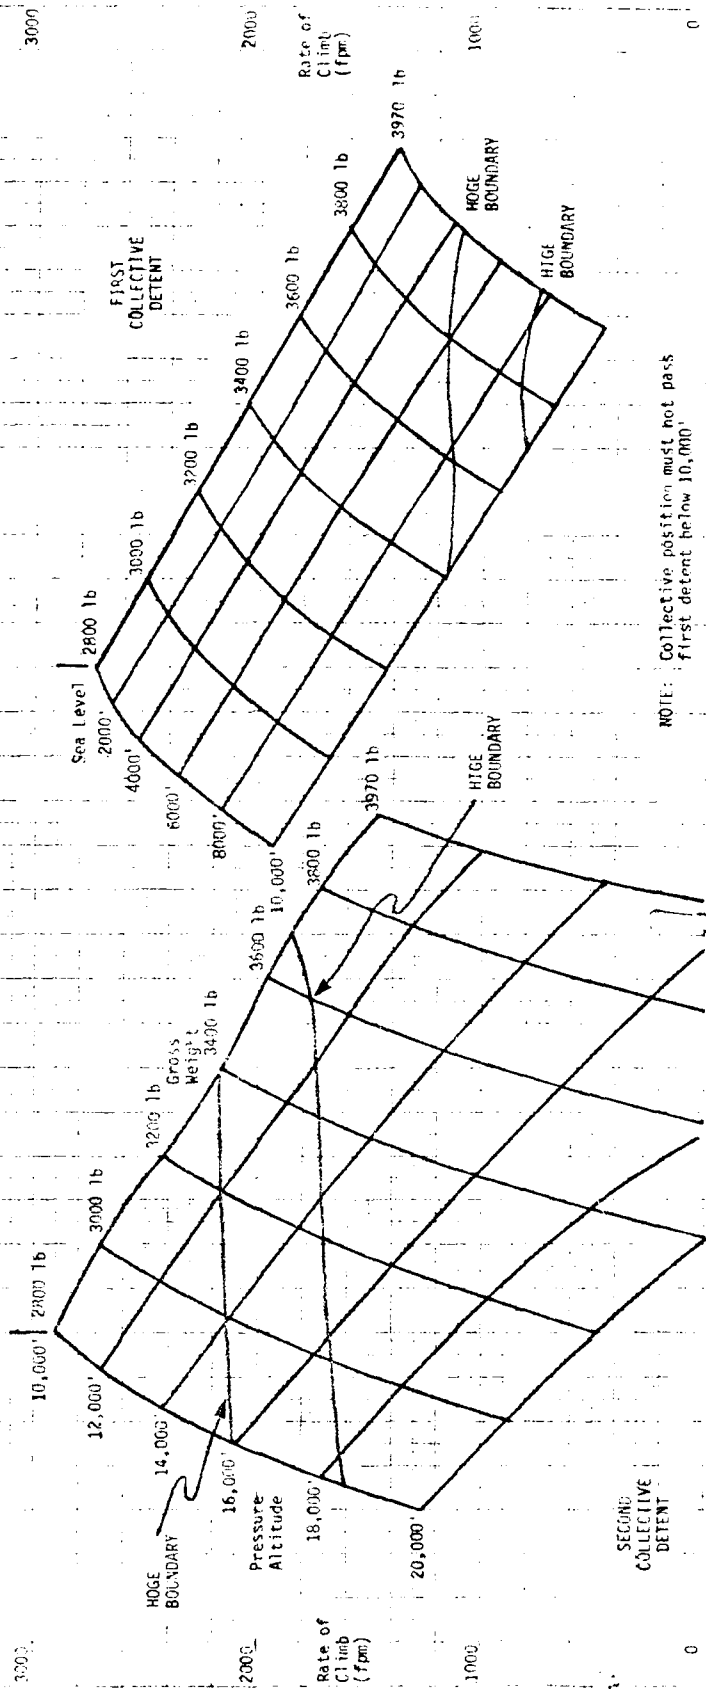 3000
2000
Rate of
Climb
(fpm)
1000
0
10,000'
2800 lb
3000 lb
3200 lb
Gross
Weight
3400 lb
3600 lb
3800 lb
3970 lb
12,000'
14,000
16,000'
Pressure
Altitude
18,000'
20,000'
HOGE
BOUNDARY
HIGE
BOUNDARY
SECOND
COLLECTIVE
DETENT
Sea Level
2000'
4000'
6000'
8000'
10,000'
2800 lb
3000 lb
3200 lb
3400 lb
3600 lb
3800 lb
3970 lb
FIRST
COLLECTIVE
DETENT
HOGE
BOUNDARY
HIGE
BOUNDARY
NOTE: Collective position must not pass
first detent below 10,000'
3000
2000
Rate of
Climb
(fpm)
1000
0